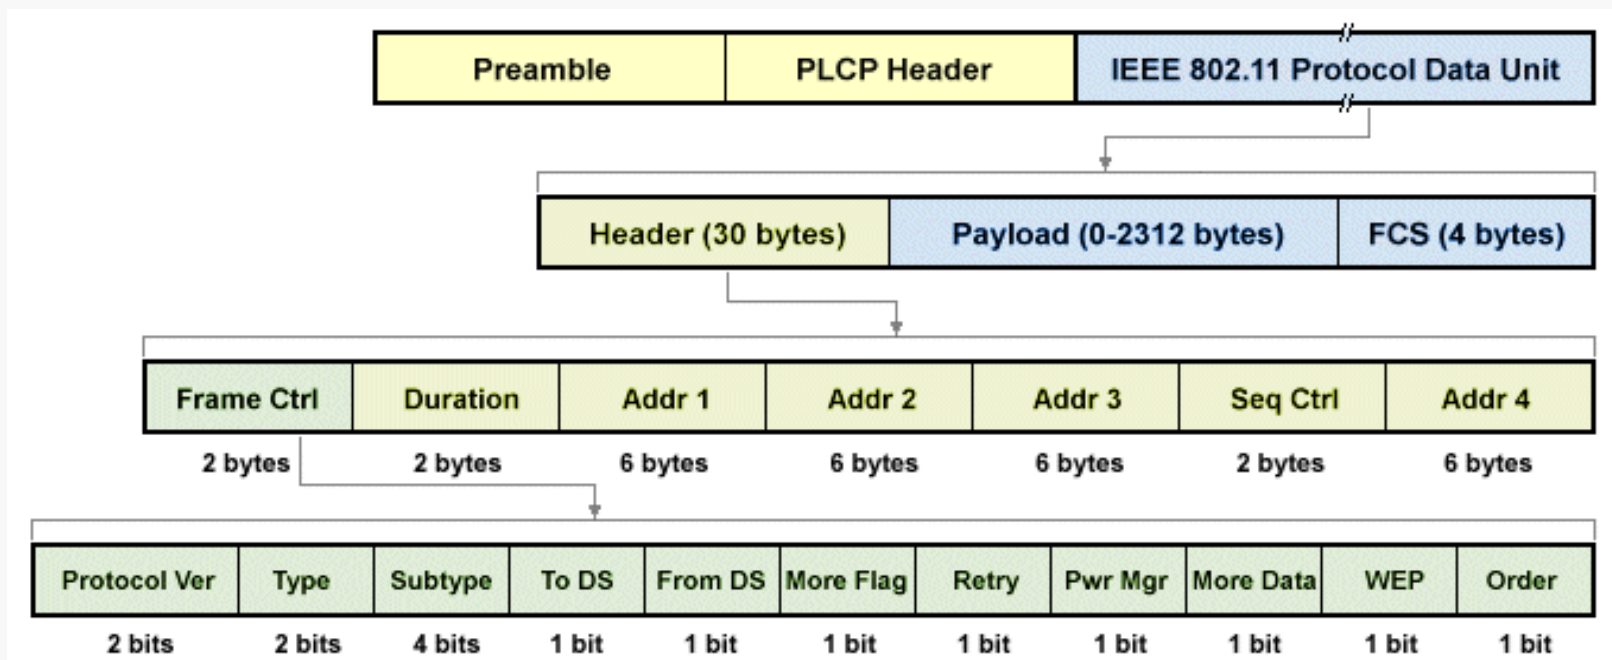 Preamble PLCP Header IEEE 802.11 Protocol Data Unit
Header (30 bytes) Payload (0-2312 bytes) FCS (4 bytes)
Frame Ctrl Duration Addr 1 Addr 2 Addr 3 Seq Ctrl Addr 4
2 bytes 2 bytes 6 bytes 6 bytes 6 bytes 2 bytes 6 bytes
Protocol Ver Type Subtype To DS From DS More Flag Retry Pwr Mgr More Data WEP Order
2 bits 2 bits 4 bits 1 bit 1 bit 1 bit 1 bit 1 bit 1 bit 1 bit 1 bit